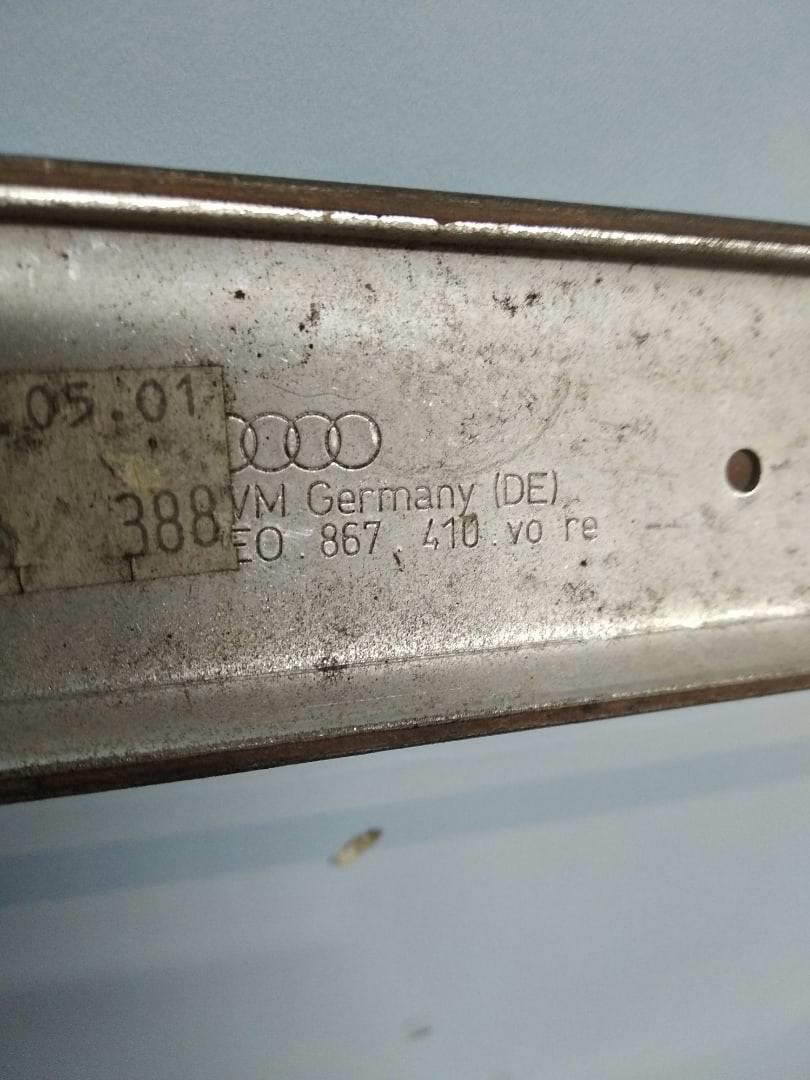 .05.01
388
VM Germany (DE)
EO. 867. 410.vo re